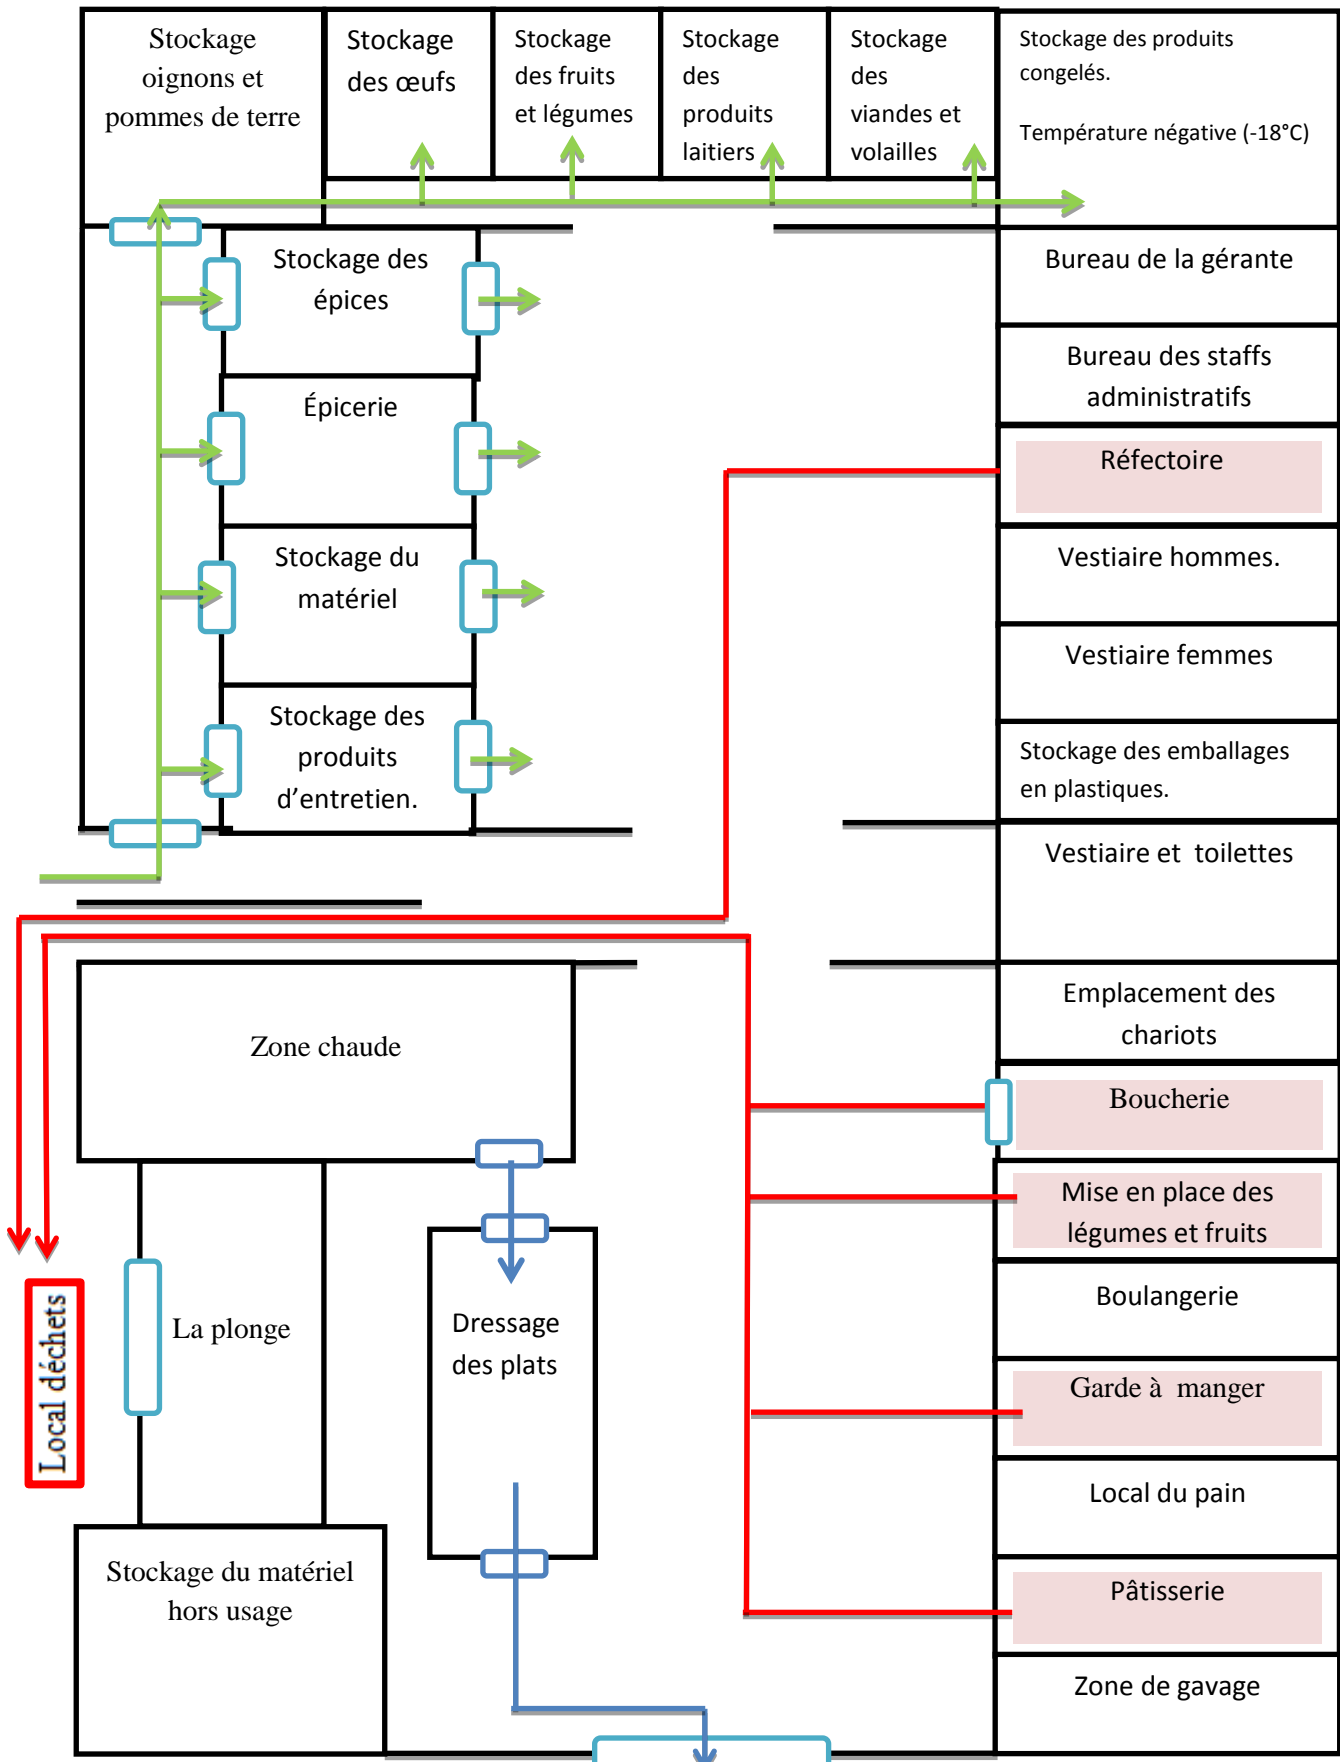 Stockage
oignons et
pommes de terre
Stockage
des œufs
Stockage
des fruits
et légumes
Stockage
des
produits
laitiers
Stockage
des
viandes et
volailles
Stockage des produits
congelés.
Température négative (-18°C)
Stockage des
épices
Épicerie
Stockage du
matériel
Stockage des
produits
d’entretien.
Bureau de la gérante
Bureau des staffs
administratifs
Réfectoire
Vestiaire hommes.
Vestiaire femmes
Stockage des emballages
en plastiques.
Vestiaire et toilettes
Emplacement des
chariots
Boucherie
Mise en place des
légumes et fruits
Boulangerie
Garde à manger
Local du pain
Pâtisserie
Zone de gavage
Zone chaude
La plonge
Dressage
des plats
Local déchets
Stockage du matériel
hors usage